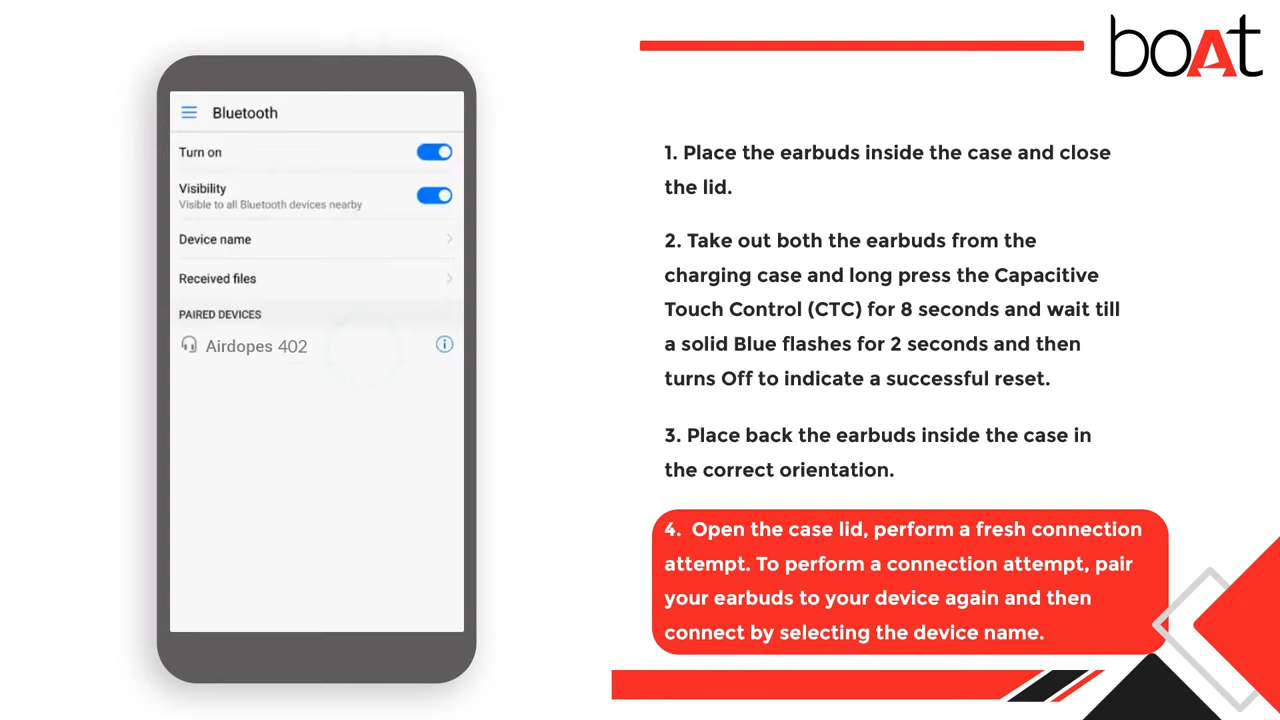 Bluetooth
Turn on
Visibility
Visible to all Bluetooth devices nearby
Device name
Received files
PAIRED DEVICES
Airdopes 402
boAt
1. Place the earbuds inside the case and close
the lid.
2. Take out both the earbuds from the
charging case and long press the Capacitive
Touch Control (CTC) for 8 seconds and wait till
a solid Blue flashes for 2 seconds and then
turns Off to indicate a successful reset.
3. Place back the earbuds inside the case in
the correct orientation.
4. Open the case lid, perform a fresh connection
attempt. To perform a connection attempt, pair
your earbuds to your device again and then
connect by selecting the device name.